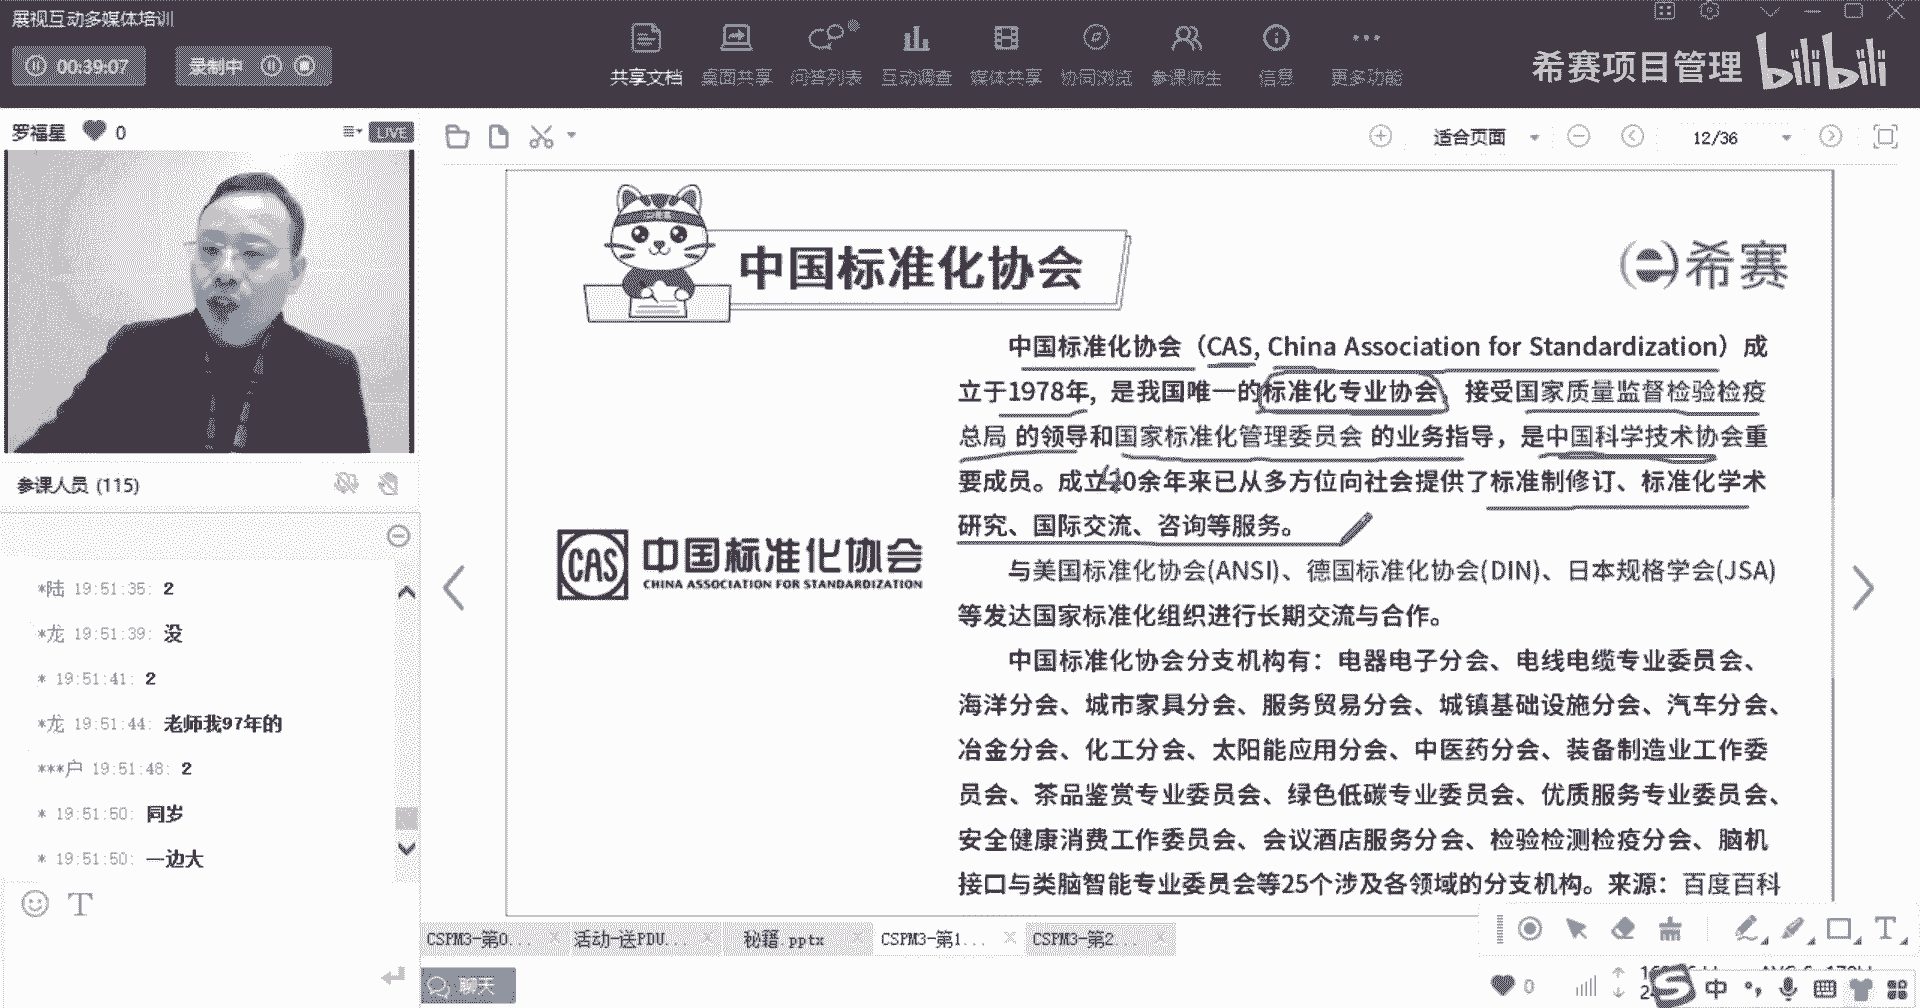 展视互动多媒体培训
00:39:07
录制中
共享文档 桌面共享 问答列表 互动调查 媒体共享 协同浏览 参课师生 信息 更多功能
希赛项目管理 bilibili
罗福星 0
LIVE
适合页面
12/36
参课人员 (115)
*陆 19:51:35: 2
*龙 19:51:39: 没
* 19:51:41: 2
*龙 19:51:44: 老师我97年的
***户 19:51:48: 2
* 19:51:50: 同岁
* 19:51:50: 一边大
中国标准化协会
希赛
CAS 中国标准化协会
CHINA ASSOCIATION FOR STANDARDIZATION
中国标准化协会（CAS, China Association for Standardization）成
立于1978年, 是我国唯一的标准化专业协会 接受国家质量监督检验检疫
总局 的领导和国家标准化管理委员会 的业务指导，是中国科学技术协会重
要成员。成立40余年来已从多方位向社会提供了标准制修订、标准化学术
研究、国际交流、咨询等服务。
与美国标准化协会(ANSI)、德国标准化协会(DIN)、日本规格学会(JSA)
等发达国家标准化组织进行长期交流与合作。
中国标准化协会分支机构有：电器电子分会、电线电缆专业委员会、
海洋分会、城市家具分会、服务贸易分会、城镇基础设施分会、汽车分会、
冶金分会、化工分会、太阳能应用分会、中医药分会、装备制造业工作委
员会、茶品鉴赏专业委员会、绿色低碳专业委员会、优质服务专业委员会、
安全健康消费工作委员会、会议酒店服务分会、检验检测检疫分会、脑机
接口与类脑智能专业委员会等25个涉及各领域的分支机构。来源：百度百科
CSPM3-第0... 活动-送PDU... 秘籍.pptx CSPM3-第1... CSPM3-第2...
聊天
0
中